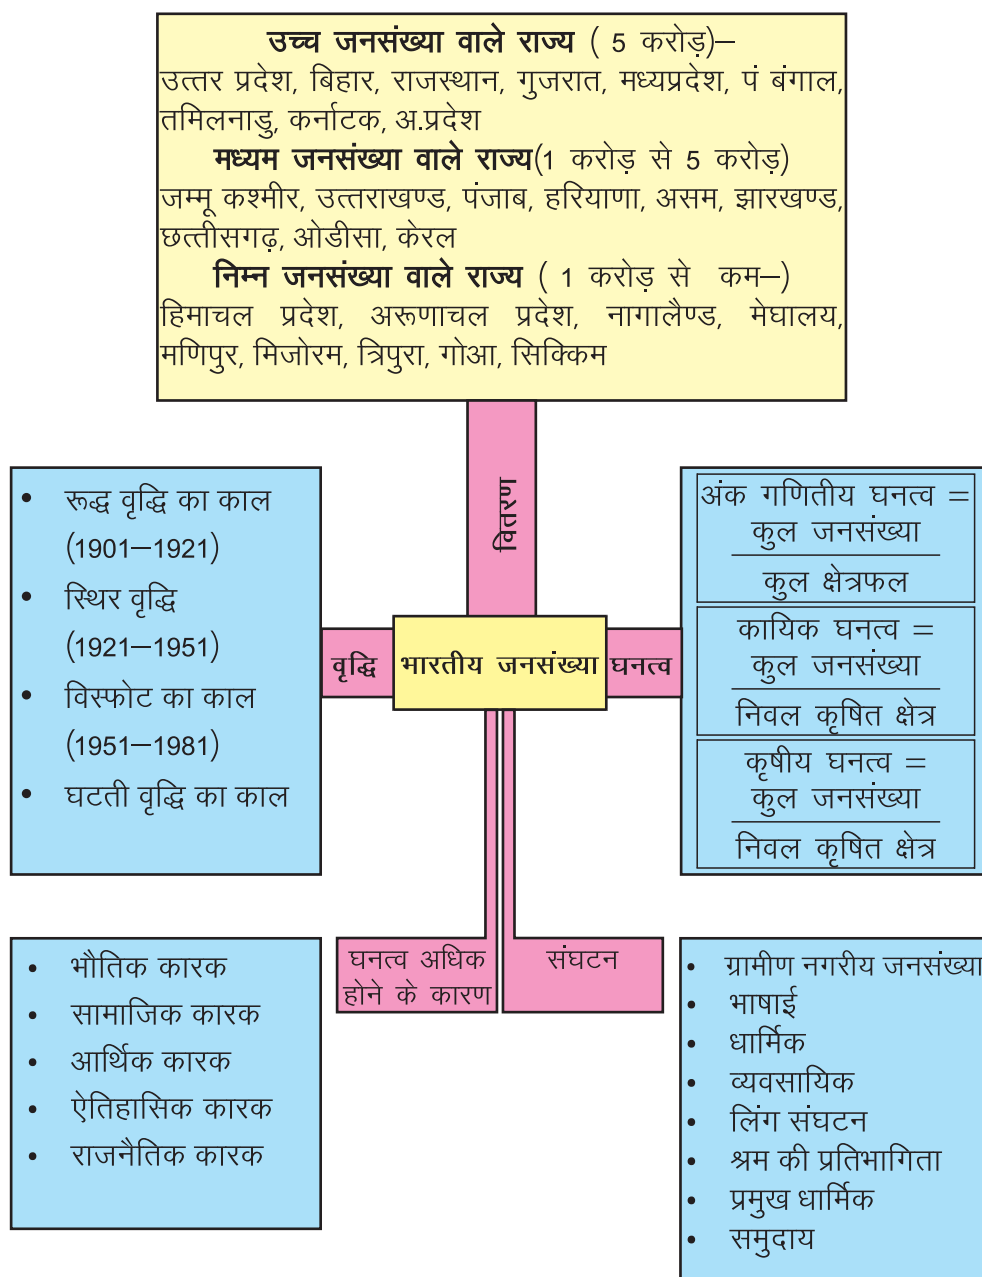 उच्च जनसंख्या वाले राज्य ( 5 करोड़)–
उत्तर प्रदेश, बिहार, राजस्थान, गुजरात, मध्यप्रदेश, पं बंगाल,
तमिलनाडु, कर्नाटक, अ.प्रदेश
मध्यम जनसंख्या वाले राज्य(1 करोड़ से 5 करोड़)
जम्मू कश्मीर, उत्तराखण्ड, पंजाब, हरियाणा, असम, झारखण्ड,
छत्तीसगढ़, ओडीसा, केरल
निम्न जनसंख्या वाले राज्य ( 1 करोड़ से कम–)
हिमाचल प्रदेश, अरूणाचल प्रदेश, नागालैण्ड, मेघालय,
मणिपुर, मिजोरम, त्रिपुरा, गोआ, सिक्किम
वितरण
• रूद्ध वृद्धि का काल
(1901–1921)
• स्थिर वृद्धि
(1921–1951)
• विस्फोट का काल
(1951–1981)
• घटती वृद्धि का काल
वृद्धि
भारतीय जनसंख्या
घनत्व
अंक गणितीय घनत्व =
कुल जनसंख्या
कुल क्षेत्रफल
कायिक घनत्व =
कुल जनसंख्या
निवल कृषित क्षेत्र
कृषीय घनत्व =
कुल जनसंख्या
निवल कृषित क्षेत्र
• भौतिक कारक
• सामाजिक कारक
• आर्थिक कारक
• ऐतिहासिक कारक
• राजनैतिक कारक
घनत्व अधिक
होने के कारण
संघटन
• ग्रामीण नगरीय जनसंख्या
• भाषाई
• धार्मिक
• व्यवसायिक
• लिंग संघटन
• श्रम की प्रतिभागिता
• प्रमुख धार्मिक
• समुदाय